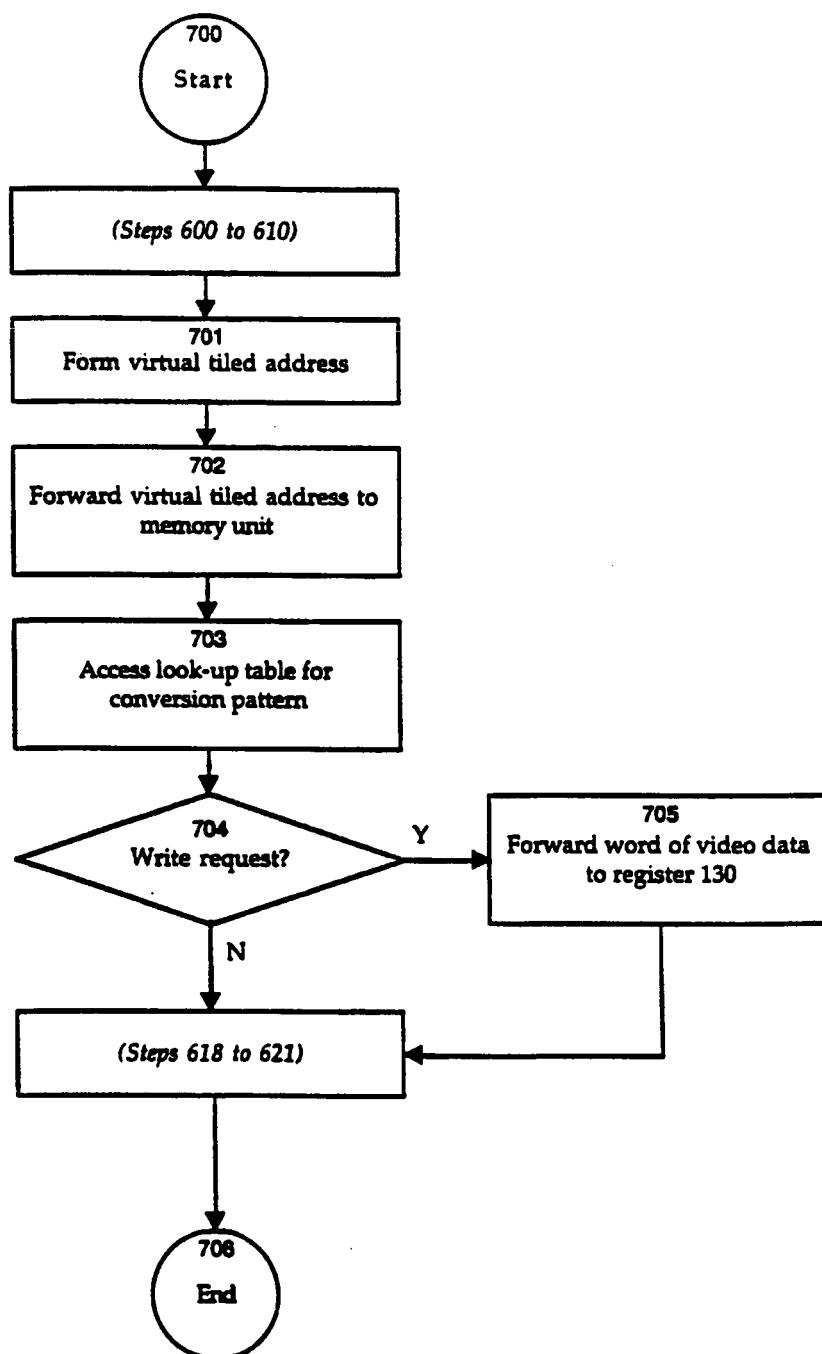 700
Start
(Steps 600 to 610)
701
Form virtual tiled address
702
Forward virtual tiled address to
memory unit
703
Access look-up table for
conversion pattern
704
Write request?
Y
705
Forward word of video data
to register 130
N
(Steps 618 to 621)
706
End